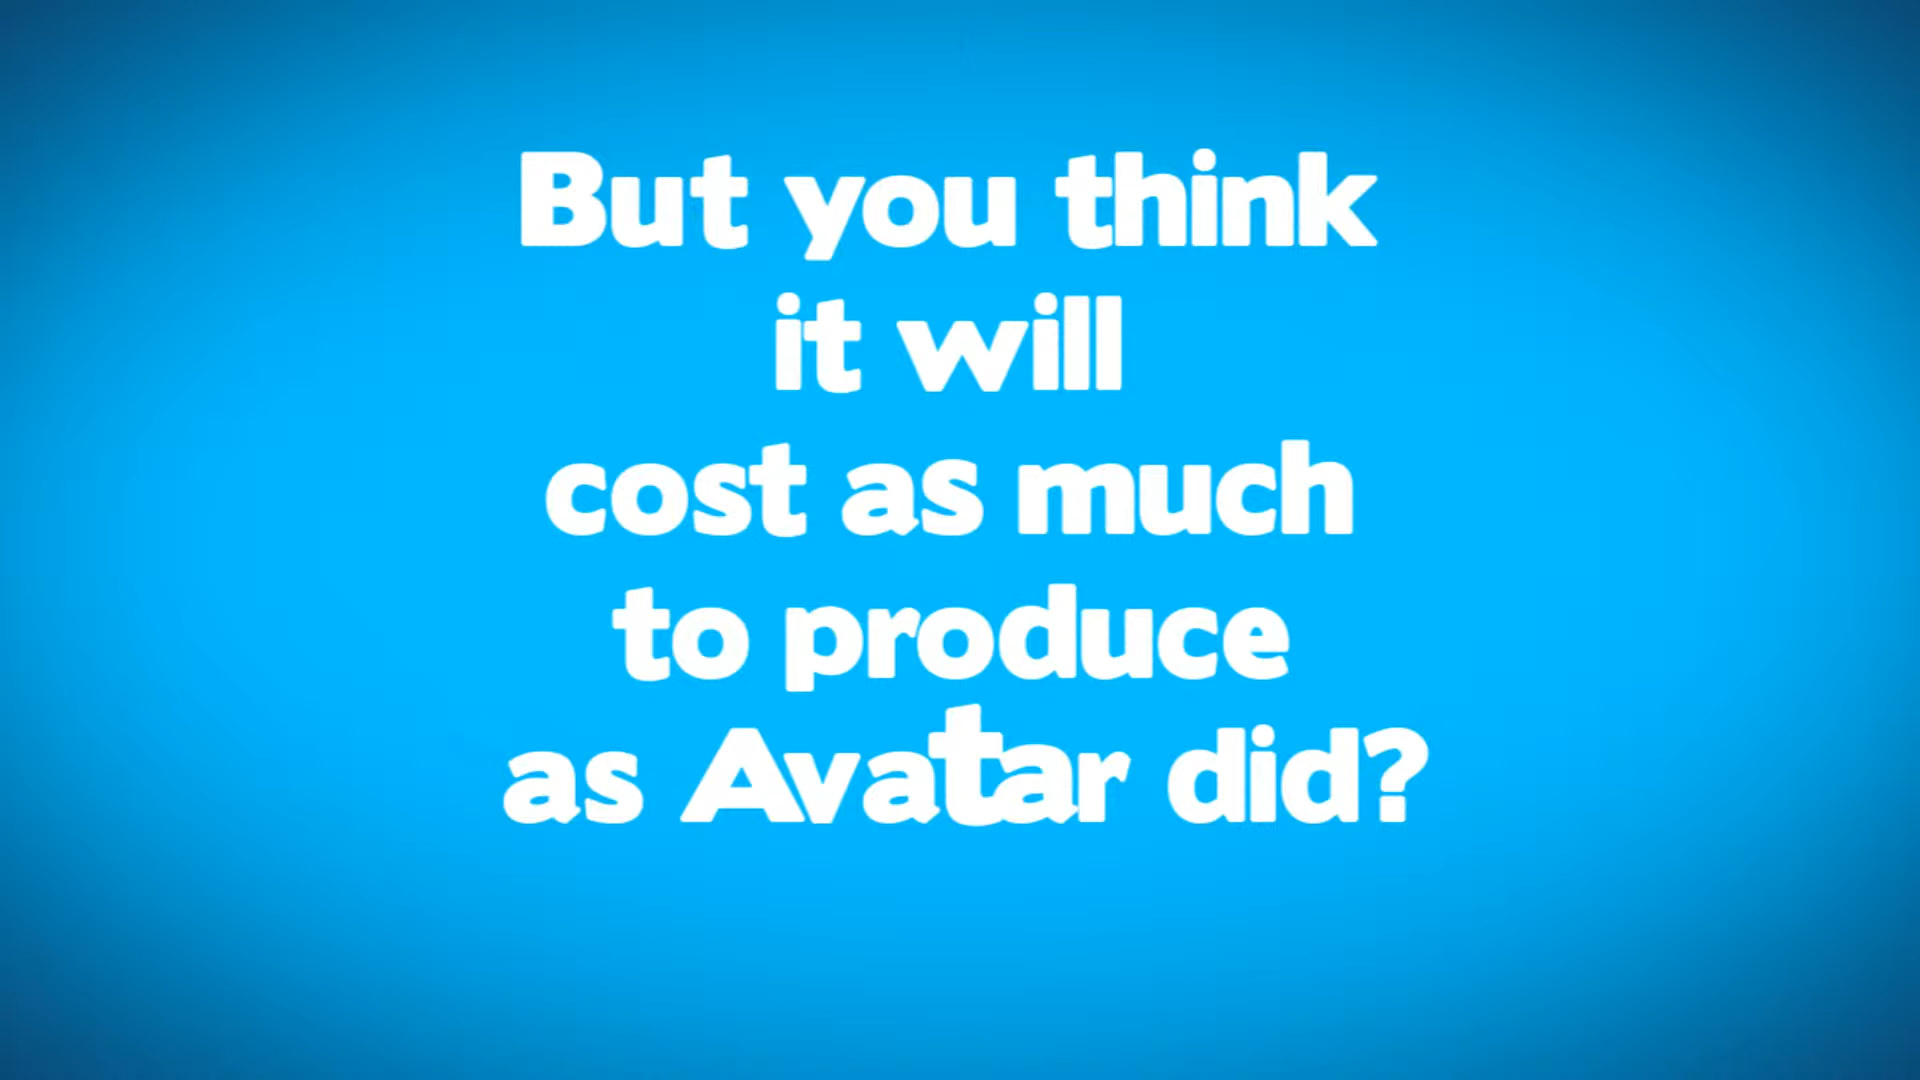 But you think
it will
cost as much
to produce
as Avatar did?